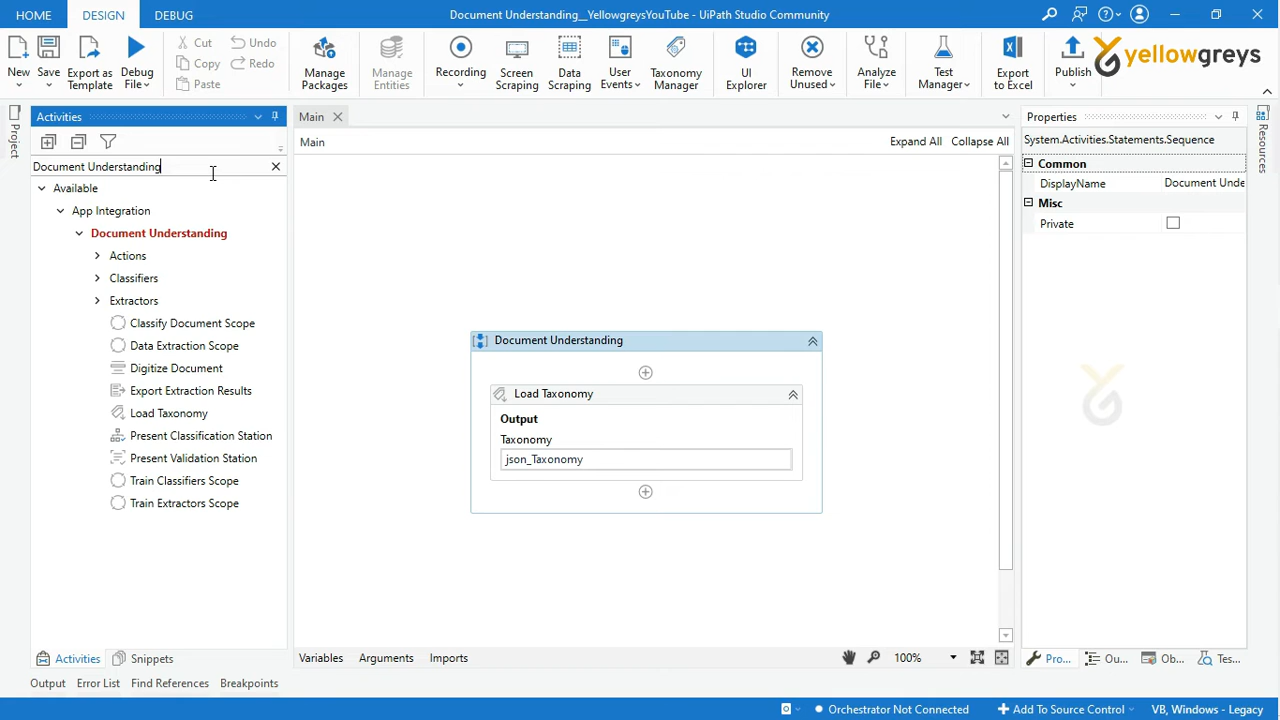 HOME
DESIGN
DEBUG
Document Understanding__YellowgreysYouTube - UiPath Studio Community
New
Save
Export as Template
Debug File
Cut
Copy
Paste
Undo
Redo
Manage Packages
Manage Entities
Recording
Screen Scraping
Data Scraping
User Events
Taxonomy Manager
UI Explorer
Remove Unused
Analyze File
Test Manager
Export to Excel
Publish
yellowgreys
Project
Activities
Document Understanding
Available
App Integration
Document Understanding
Actions
Classifiers
Extractors
Classify Document Scope
Data Extraction Scope
Digitize Document
Export Extraction Results
Load Taxonomy
Present Classification Station
Present Validation Station
Train Classifiers Scope
Train Extractors Scope
Activities
Snippets
Main
Main
Expand All
Collapse All
Document Understanding
Load Taxonomy
Output
Taxonomy
json_Taxonomy
Variables
Arguments
Imports
100%
Properties
System.Activities.Statements.Sequence
Common
DisplayName
Document Unde
Misc
Private
Resources
Pro...
Ou...
Ob...
Tes...
Output
Error List
Find References
Breakpoints
Orchestrator Not Connected
Add To Source Control
VB, Windows - Legacy